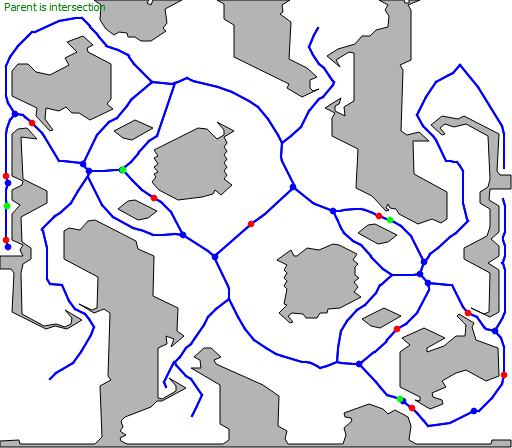 Parent is intersection